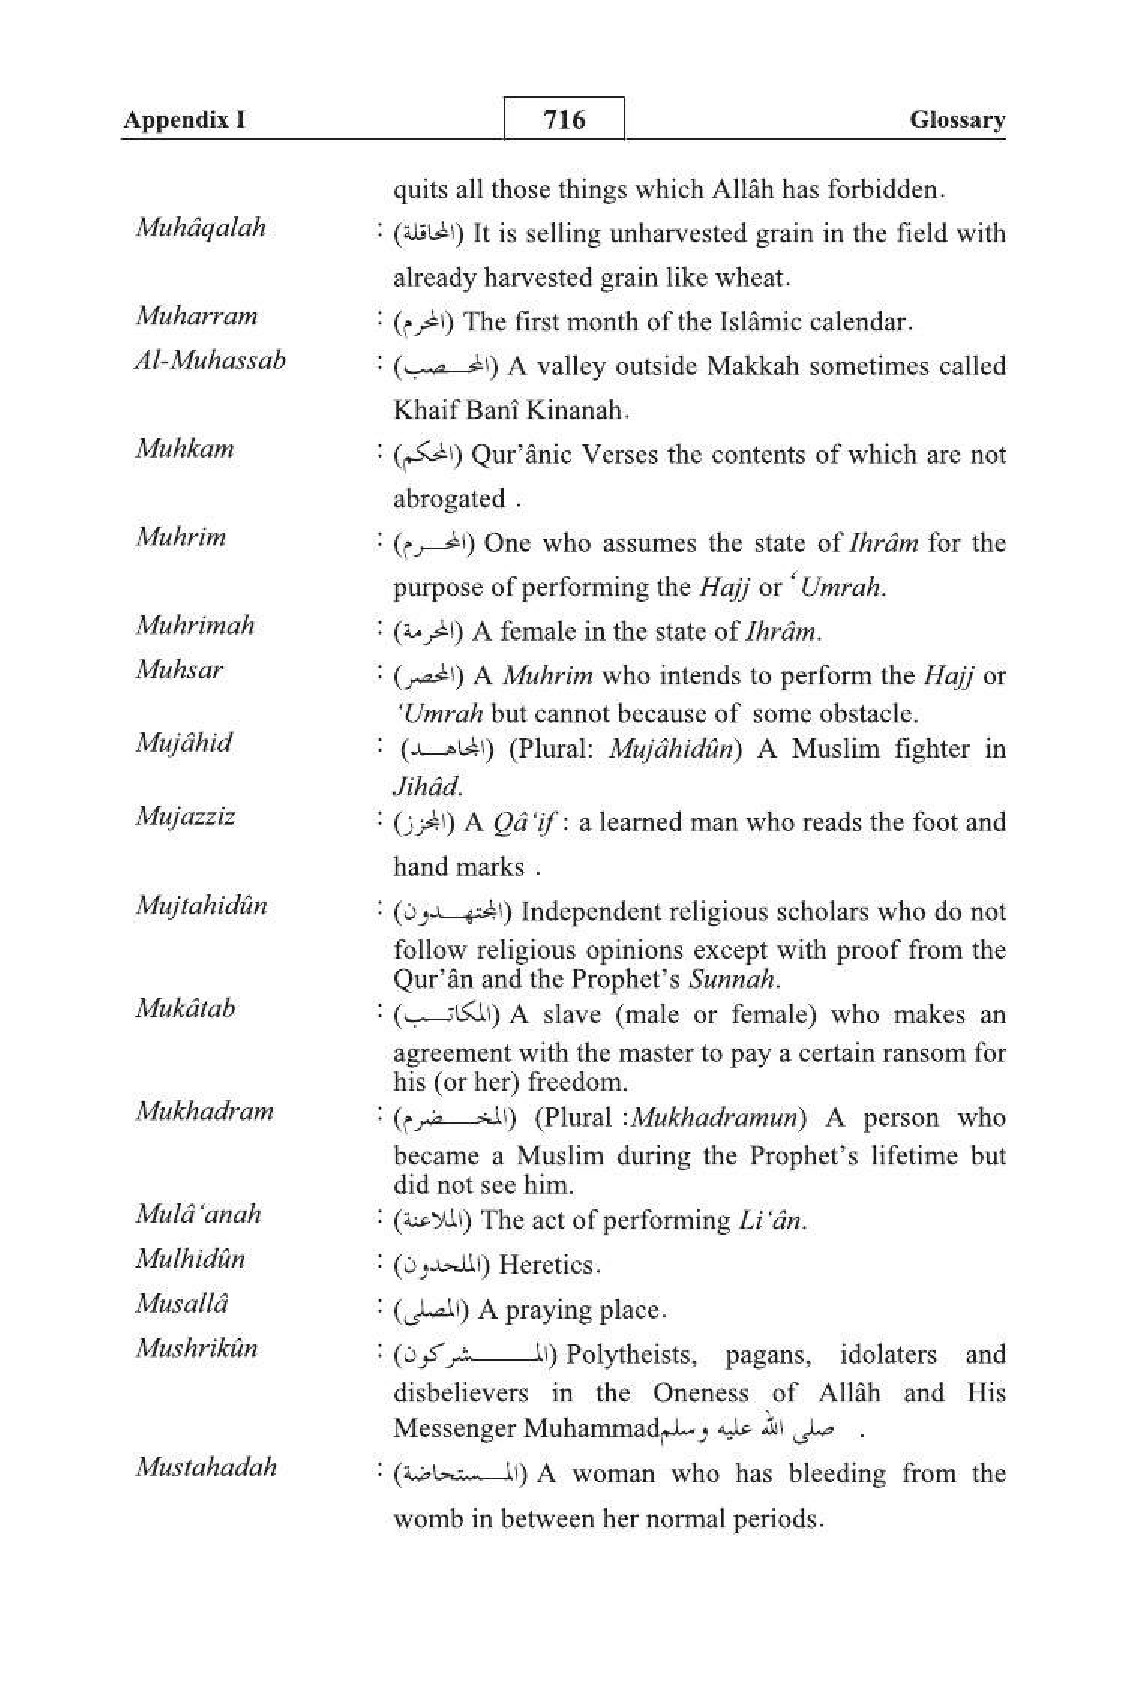 Appendix I 716 Glossary
quits all those things which Allâh has forbidden.
Muhâqalah : (المحاقلة) It is selling unharvested grain in the field with
already harvested grain like wheat.
Muharram : (المحرم) The first month of the Islâmic calendar.
Al-Muhassab : (المحـــصب) A valley outside Makkah sometimes called
Khaif Banî Kinanah.
Muhkam : (المحكم) Qur’ânic Verses the contents of which are not
abrogated .
Muhrim : (المحـــرم) One who assumes the state of Ihrâm for the
purpose of performing the Hajj or ‘Umrah.
Muhrimah : (المحرمة) A female in the state of Ihrâm.
Muhsar : (المحصر) A Muhrim who intends to perform the Hajj or
‘Umrah but cannot because of some obstacle.
Mujâhid : (المجاهـــد) (Plural: Mujâhidûn) A Muslim fighter in
Jihâd.
Mujazziz : (المجزز) A Qâ‘if : a learned man who reads the foot and
hand marks .
Mujtahidûn : (المجتهـــدون) Independent religious scholars who do not
follow religious opinions except with proof from the
Qur’ân and the Prophet’s Sunnah.
Mukâtab : (المكاتـــب) A slave (male or female) who makes an
agreement with the master to pay a certain ransom for
his (or her) freedom.
Mukhadram : (المخــــضرم) (Plural :Mukhadramun) A person who
became a Muslim during the Prophet’s lifetime but
did not see him.
Mulâ‘anah : (الملاعنة) The act of performing Li‘ân.
Mulhidûn : (الملحدون) Heretics.
Musallâ : (المصلى) A praying place.
Mushrikûn : (المـــــــشركون) Polytheists, pagans, idolaters and
disbelievers in the Oneness of Allâh and His
Messenger Muhammad صلى الله عليه وسلم .
Mustahadah : (المـــستحاضة) A woman who has bleeding from the
womb in between her normal periods.